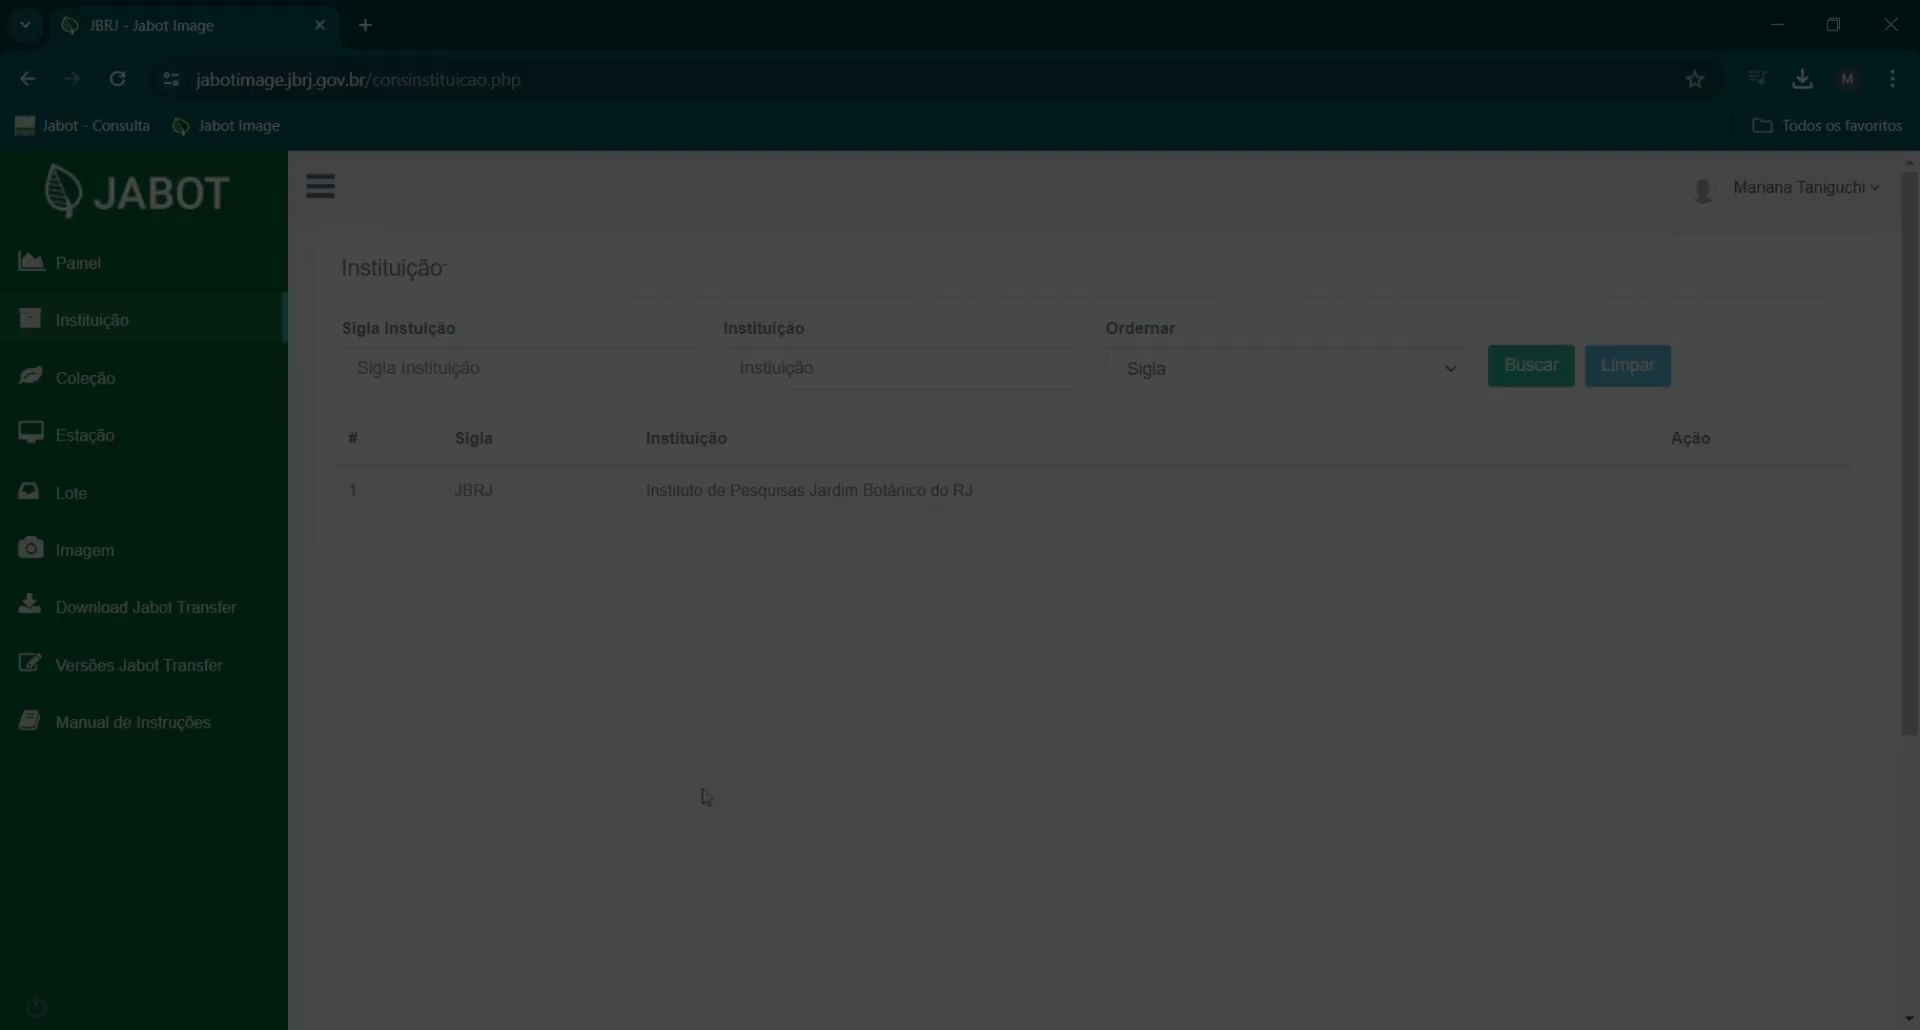 JBRJ - Jabot Image
jabotimage.jbrj.gov.br/consinstituicao.php
M
Jabot - Consulta
Jabot Image
Todos os favoritos
JABOT
Mariana Taniguchi
Painel
Instituição
Coleção
Estação
Lote
Imagem
Download Jabot Transfer
Versões Jabot Transfer
Manual de Instruções
Instituição
Sigla Instuição
Instituição
Ordernar
Sigla Instituição
Instiuição
Sigla
Buscar
Limpar
# Sigla Instituição Ação
1 JBRJ Instituto de Pesquisas Jardim Botânico do RJ